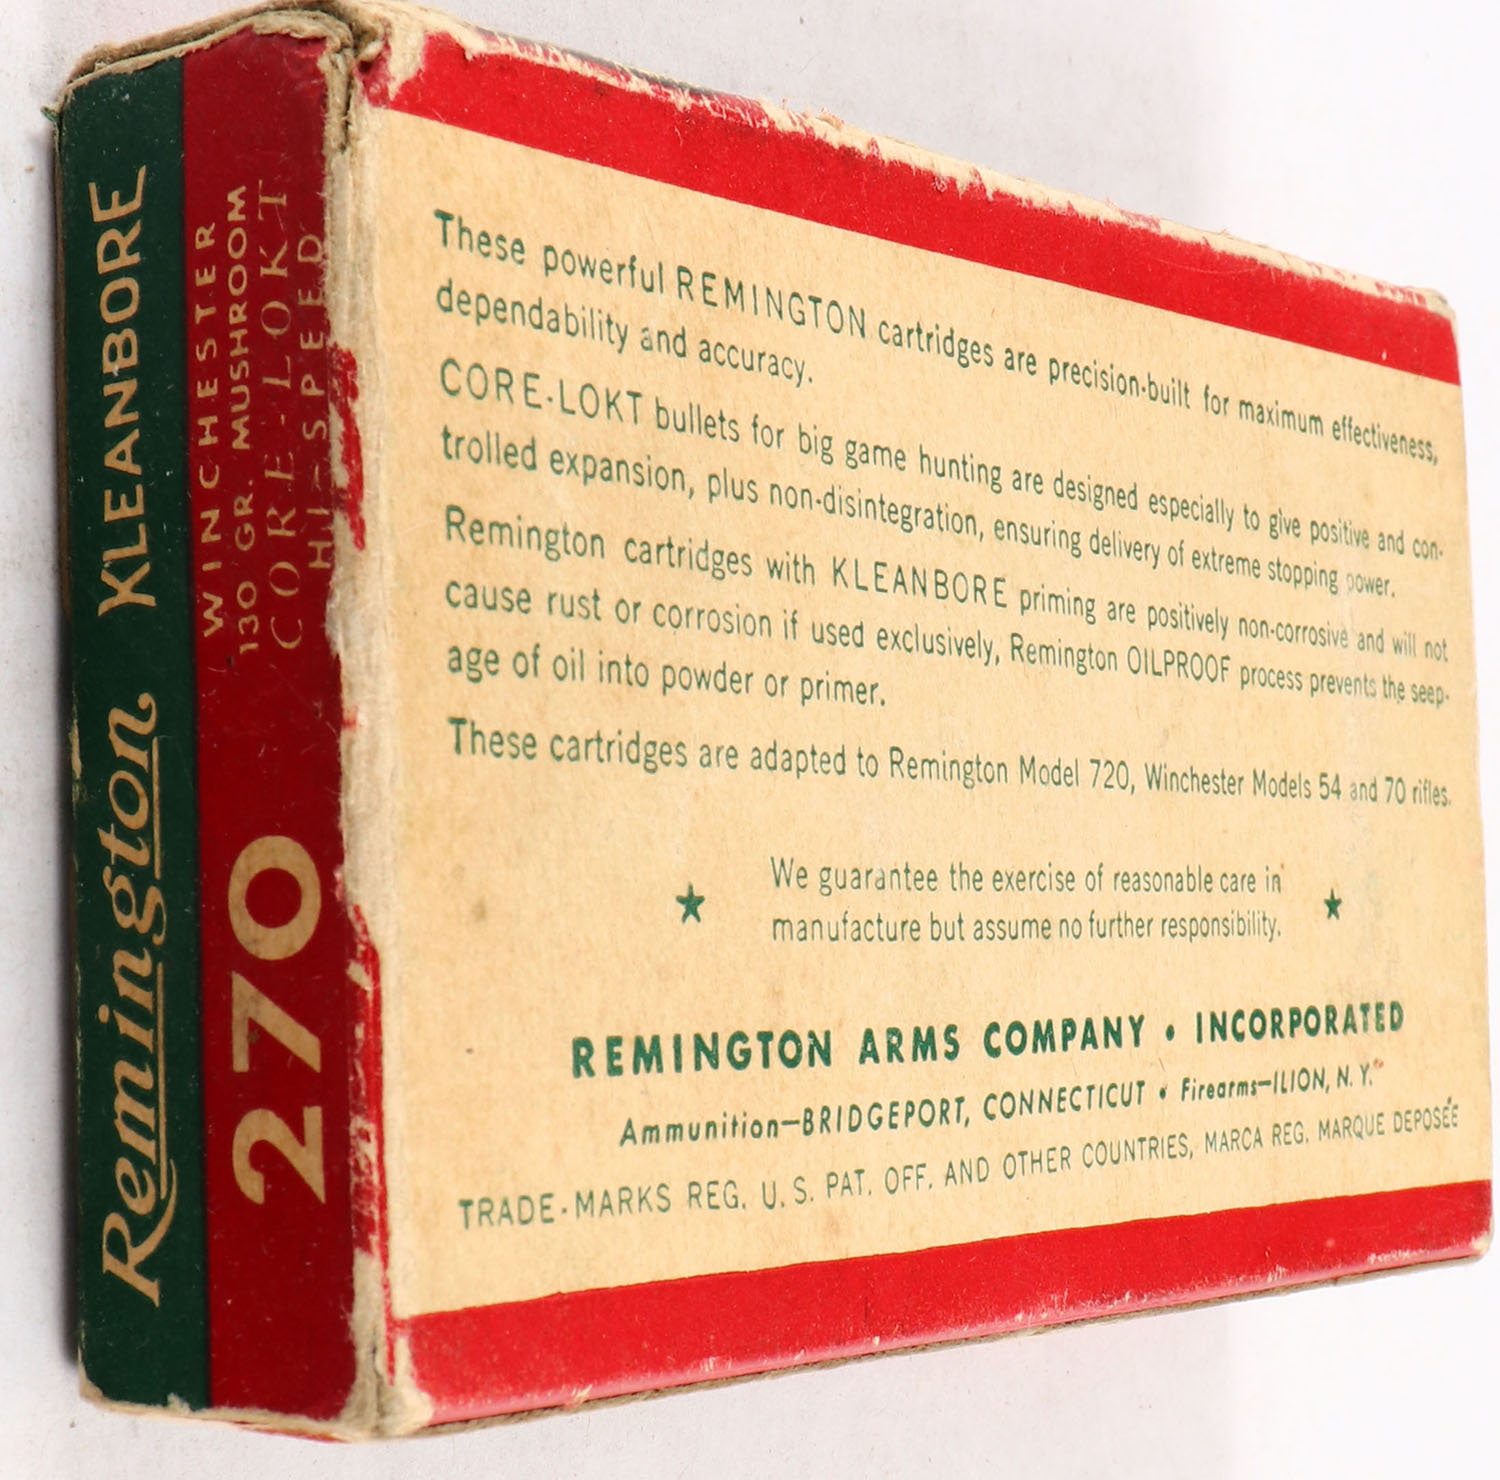 Remington KLEANBORE
270
WINCHESTER
130 GR. MUSHROOM
CORE-LOKT
HI-SPEED
These powerful REMINGTON cartridges are precision-built for maximum effectiveness,
dependability and accuracy.
CORE-LOKT bullets for big game hunting are designed especially to give positive and con-
trolled expansion, plus non-disintegration, ensuring delivery of extreme stopping power.
Remington cartridges with KLEANBORE priming are positively non-corrosive and will not
cause rust or corrosion if used exclusively, Remington OILPROOF process prevents the seep-
age of oil into powder or primer.
These cartridges are adapted to Remington Model 720, Winchester Models 54 and 70 rifles.
We guarantee the exercise of reasonable care in
manufacture but assume no further responsibility.
REMINGTON ARMS COMPANY • INCORPORATED
Ammunition—BRIDGEPORT, CONNECTICUT • Firearms—ILION, N. Y.
TRADE-MARKS REG. U. S. PAT. OFF. AND OTHER COUNTRIES, MARCA REG. MARQUE DEPOSÉE